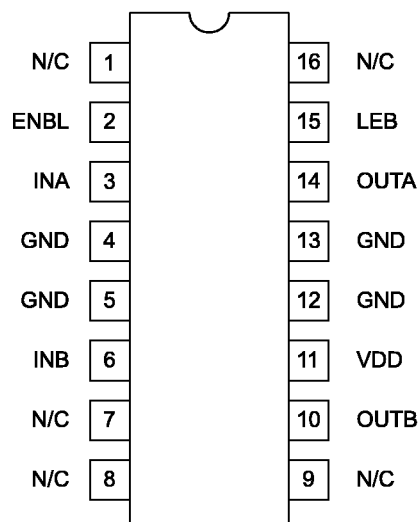 N/C 1 16 N/C
ENBL 2 15 LEB
INA 3 14 OUTA
GND 4 13 GND
GND 5 12 GND
INB 6 11 VDD
N/C 7 10 OUTB
N/C 8 9 N/C